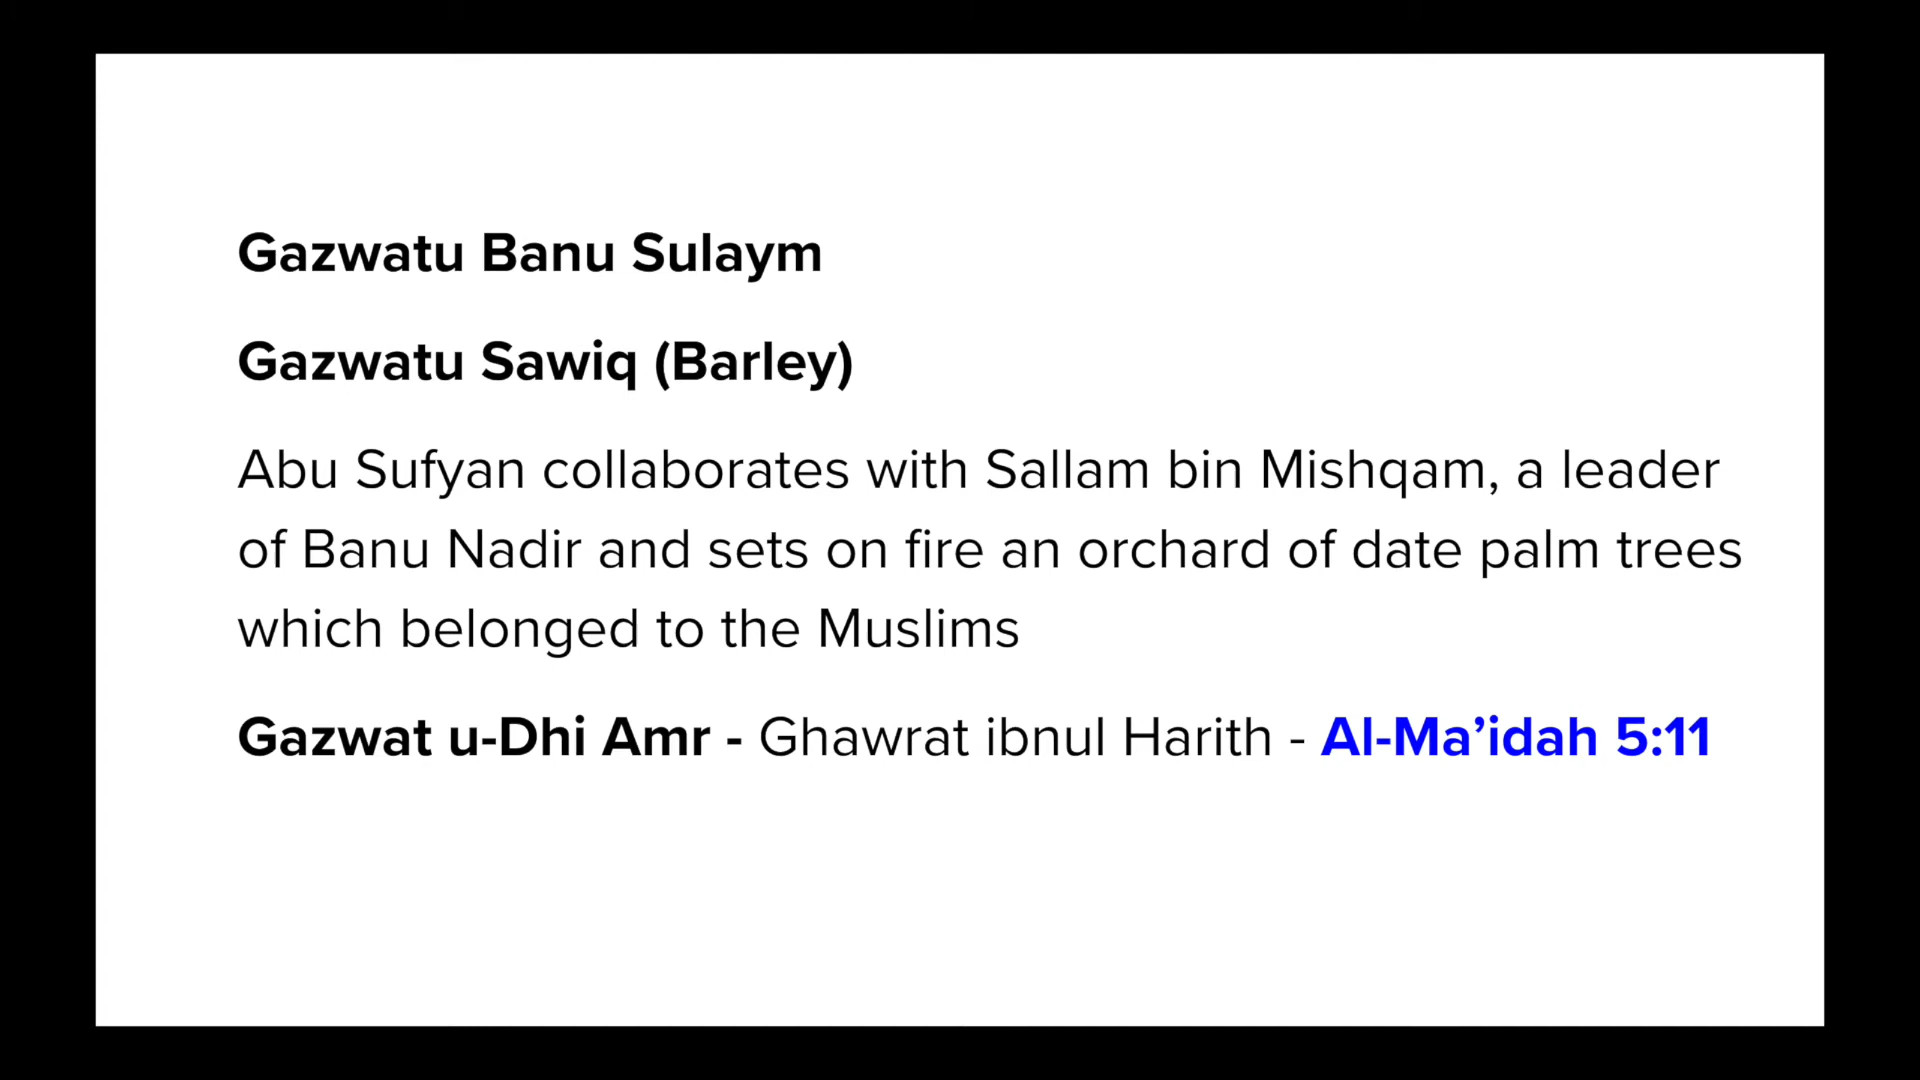 Gazwatu Banu Sulaym
Gazwatu Sawiq (Barley)
Abu Sufyan collaborates with Sallam bin Mishqam, a leader
of Banu Nadir and sets on fire an orchard of date palm trees
which belonged to the Muslims
Gazwat u-Dhi Amr - Ghawrat ibnul Harith - Al-Ma’idah 5:11